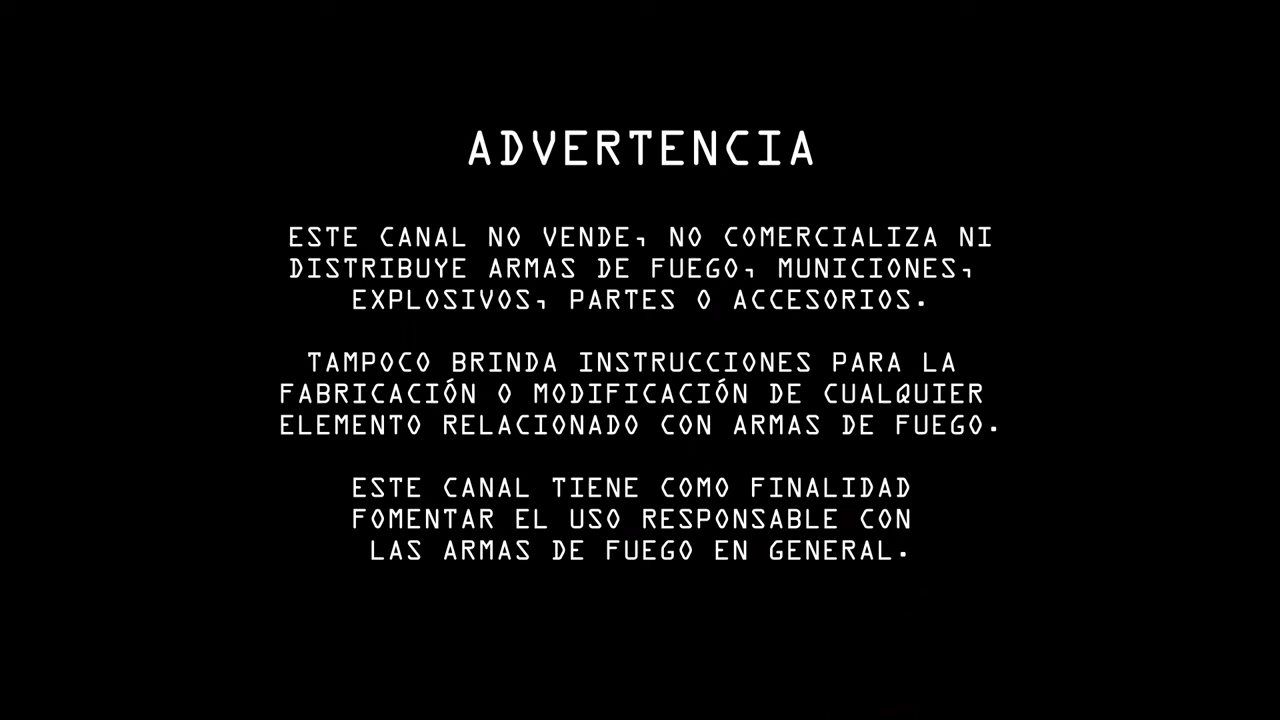 ADVERTENCIA
ESTE CANAL NO VENDE, NO COMERCIALIZA NI
DISTRIBUYE ARMAS DE FUEGO, MUNICIONES,
EXPLOSIVOS, PARTES O ACCESORIOS.
TAMPOCO BRINDA INSTRUCCIONES PARA LA
FABRICACIÓN O MODIFICACIÓN DE CUALQUIER
ELEMENTO RELACIONADO CON ARMAS DE FUEGO.
ESTE CANAL TIENE COMO FINALIDAD
FOMENTAR EL USO RESPONSABLE CON
LAS ARMAS DE FUEGO EN GENERAL.